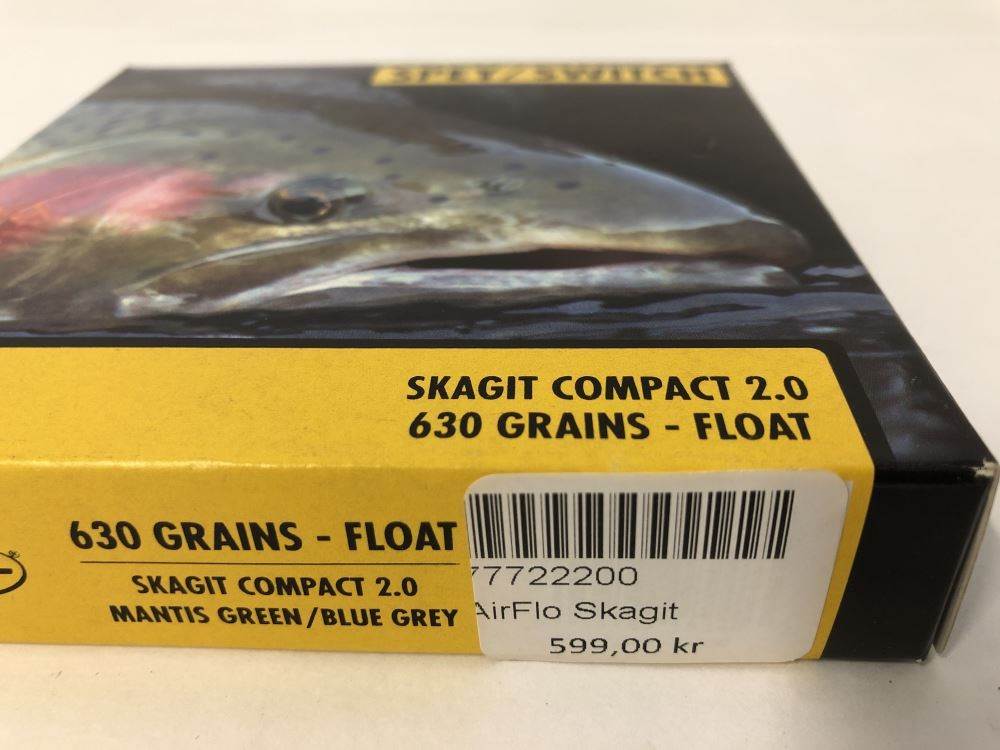 SPEY/SWITCH
SKAGIT COMPACT 2.0
630 GRAINS - FLOAT
630 GRAINS - FLOAT
SKAGIT COMPACT 2.0
MANTIS GREEN/BLUE GREY
77722200
AirFlo Skagit
599,00 kr